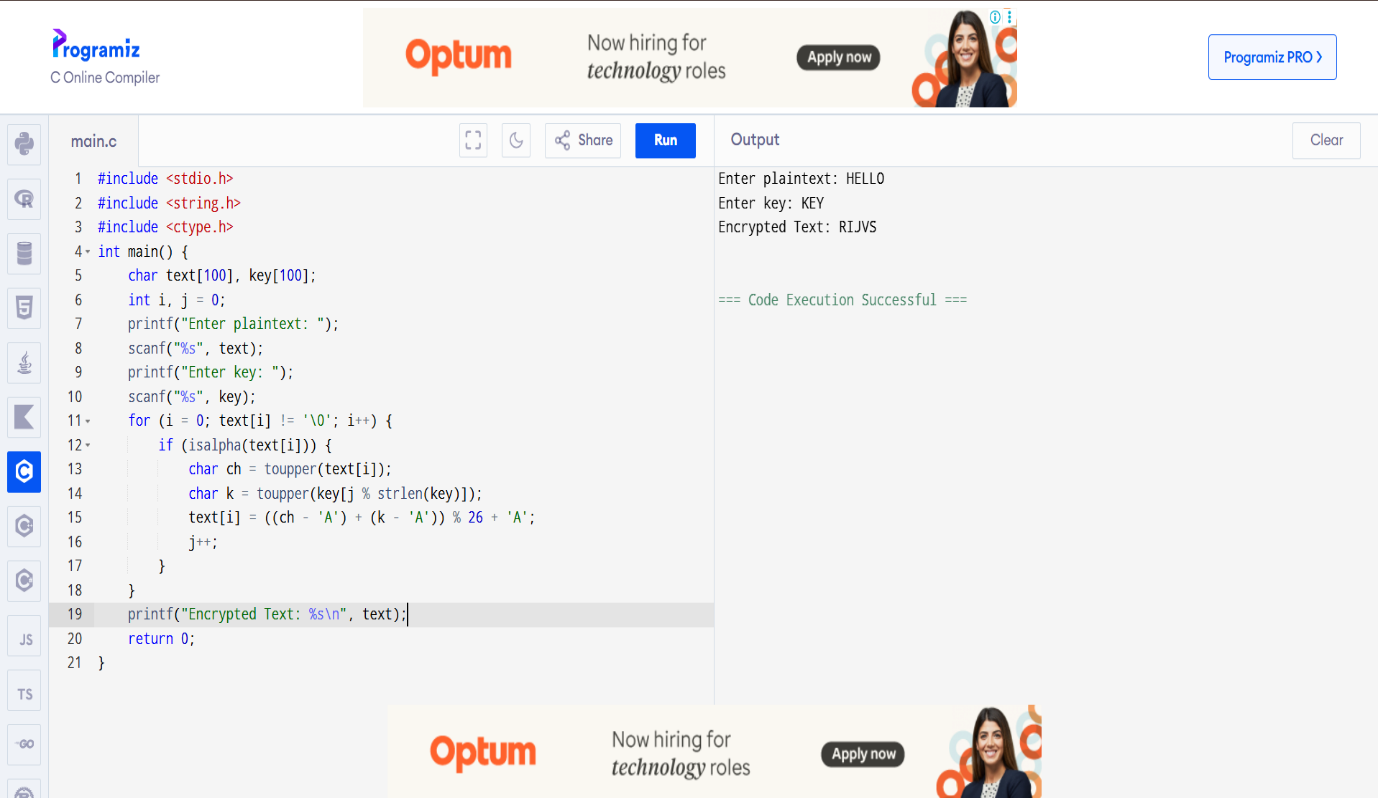 Programiz
C Online Compiler
Optum
Now hiring for
technology roles
Apply now
Programiz PRO >
main.c
Share
Run
Output
Clear
1 #include <stdio.h>
2 #include <string.h>
3 #include <ctype.h>
4 int main() {
5     char text[100], key[100];
6     int i, j = 0;
7     printf("Enter plaintext: ");
8     scanf("%s", text);
9     printf("Enter key: ");
10     scanf("%s", key);
11     for (i = 0; text[i] != '\0'; i++) {
12         if (isalpha(text[i])) {
13             char ch = toupper(text[i]);
14             char k = toupper(key[j % strlen(key)]);
15             text[i] = ((ch - 'A') + (k - 'A')) % 26 + 'A';
16             j++;
17         }
18     }
19     printf("Encrypted Text: %s\n", text);
20     return 0;
21 }
Enter plaintext: HELLO
Enter key: KEY
Encrypted Text: RIJVS
=== Code Execution Successful ===
JS
TS
GO
Optum
Now hiring for
technology roles
Apply now